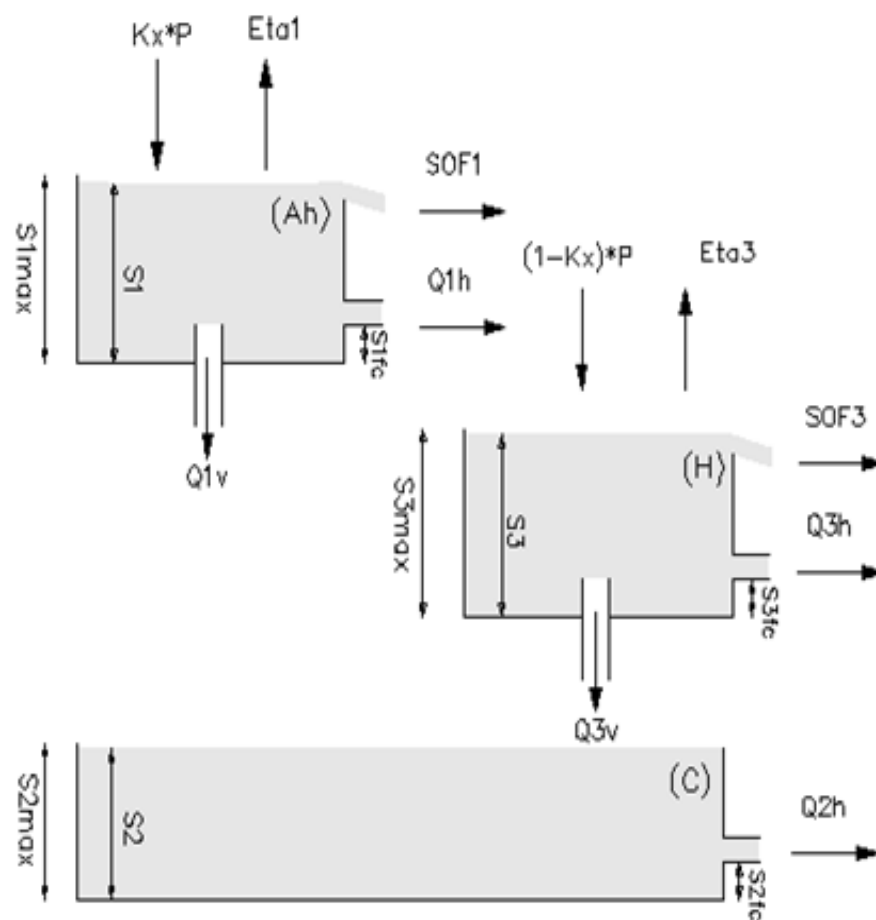 Kx*P
Eta1
SOF1
(Ah)
S1max
S1
Q1h
S1fc
Q1v
(1-Kx)*P
Eta3
SOF3
(H)
S3max
S3
Q3h
S3fc
Q3v
S2max
S2
(C)
Q2h
S2fc